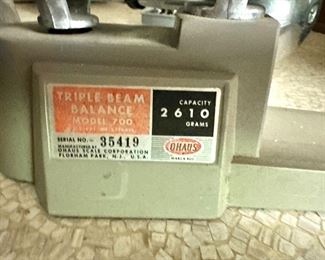 TRIPLE BEAM
BALANCE
MODEL 700
SERIAL NO. 35419
MANUFACTURED BY
OHAUS SCALE CORPORATION
FLORHAM PARK, N.J., U.S.A.
CAPACITY
2610
GRAMS
OHAUS